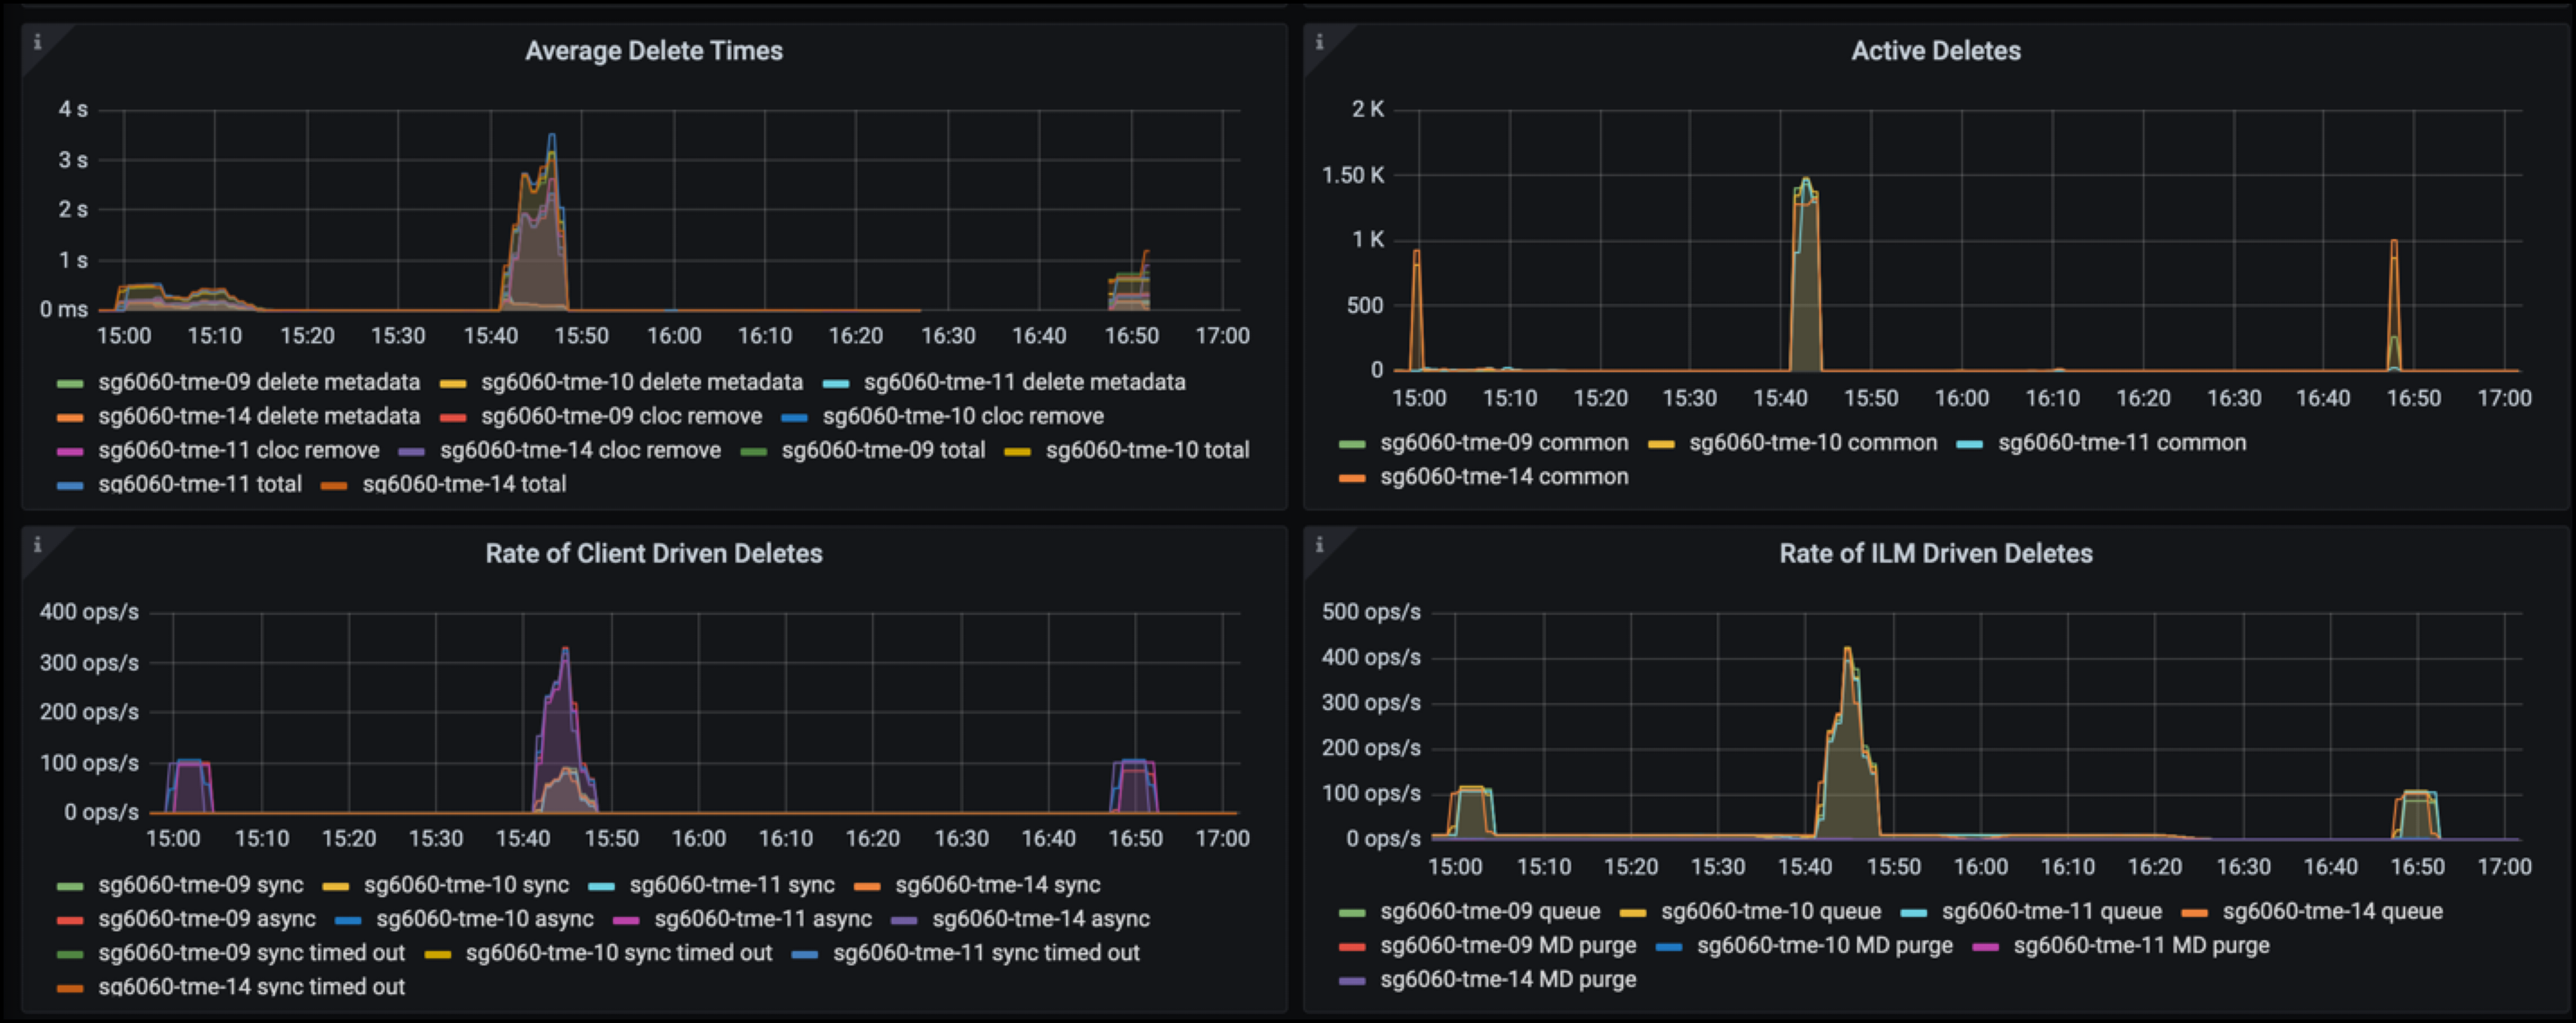 Average Delete Times
4 s
3 s
2 s
1 s
0 ms
15:00 15:10 15:20 15:30 15:40 15:50 16:00 16:10 16:20 16:30 16:40 16:50 17:00
sg6060-tme-09 delete metadata sg6060-tme-10 delete metadata sg6060-tme-11 delete metadata
sg6060-tme-14 delete metadata sg6060-tme-09 cloc remove sg6060-tme-10 cloc remove
sg6060-tme-11 cloc remove sg6060-tme-14 cloc remove sg6060-tme-09 total sg6060-tme-10 total
sg6060-tme-11 total sg6060-tme-14 total
Active Deletes
2 K
1.50 K
1 K
500
0
15:00 15:10 15:20 15:30 15:40 15:50 16:00 16:10 16:20 16:30 16:40 16:50 17:00
sg6060-tme-09 common sg6060-tme-10 common sg6060-tme-11 common
sg6060-tme-14 common
Rate of Client Driven Deletes
400 ops/s
300 ops/s
200 ops/s
100 ops/s
0 ops/s
15:00 15:10 15:20 15:30 15:40 15:50 16:00 16:10 16:20 16:30 16:40 16:50 17:00
sg6060-tme-09 sync sg6060-tme-10 sync sg6060-tme-11 sync sg6060-tme-14 sync
sg6060-tme-09 async sg6060-tme-10 async sg6060-tme-11 async sg6060-tme-14 async
sg6060-tme-09 sync timed out sg6060-tme-10 sync timed out sg6060-tme-11 sync timed out
sg6060-tme-14 sync timed out
Rate of ILM Driven Deletes
500 ops/s
400 ops/s
300 ops/s
200 ops/s
100 ops/s
0 ops/s
15:00 15:10 15:20 15:30 15:40 15:50 16:00 16:10 16:20 16:30 16:40 16:50 17:00
sg6060-tme-09 queue sg6060-tme-10 queue sg6060-tme-11 queue sg6060-tme-14 queue
sg6060-tme-09 MD purge sg6060-tme-10 MD purge sg6060-tme-11 MD purge
sg6060-tme-14 MD purge